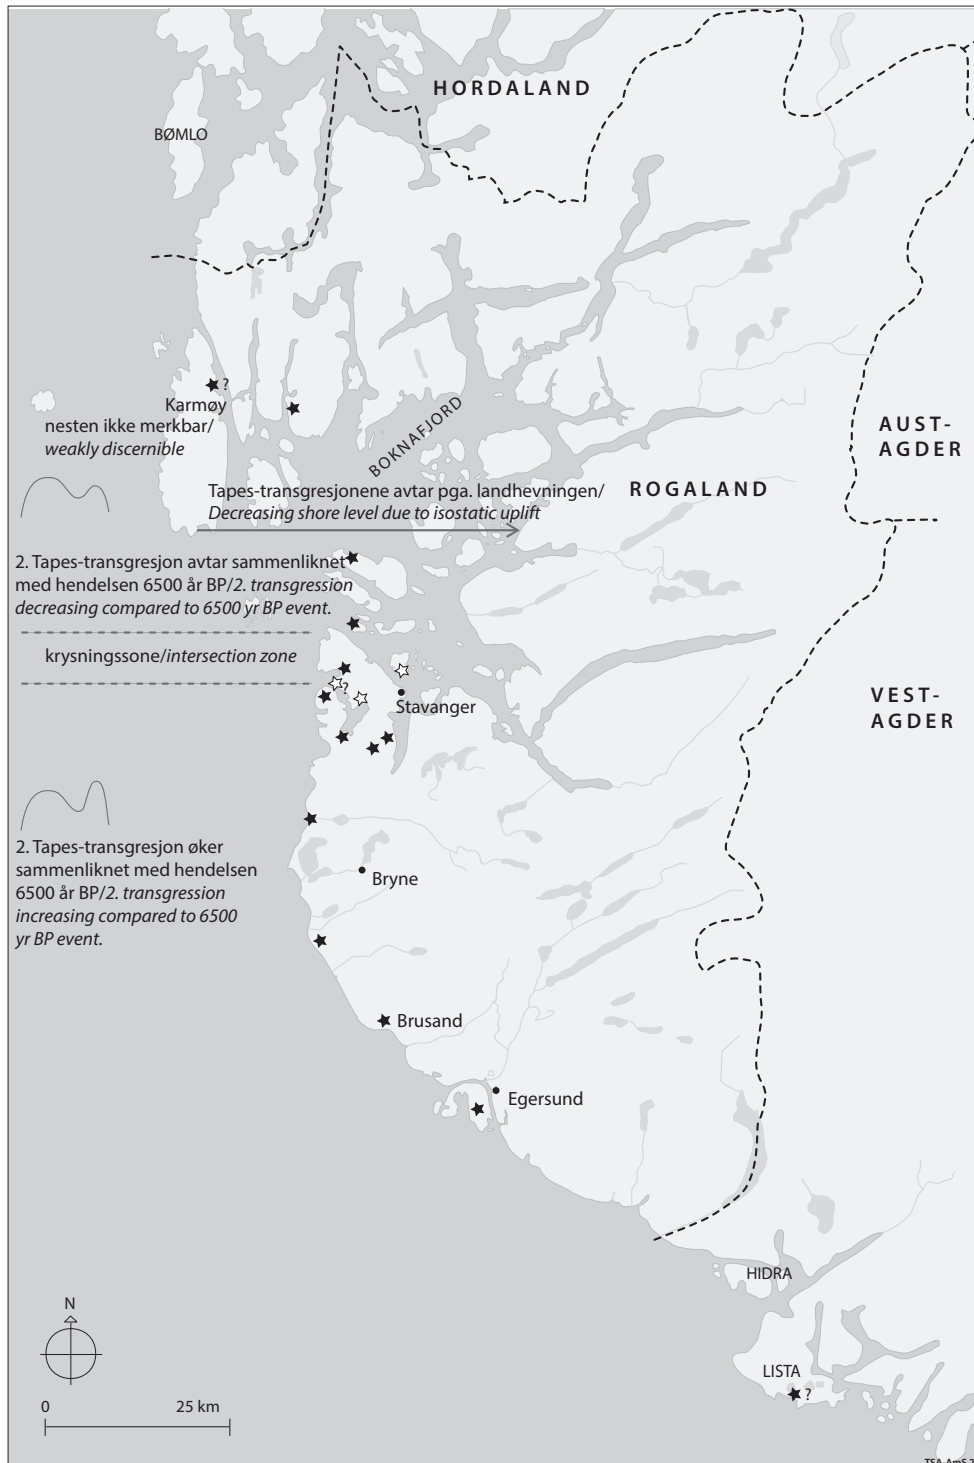 HORDALAND
BØMLO
?
Karmøy
nesten ikke merkbar/
weakly discernible
BOKNAFJORD
AUST-
AGDER
ROGALAND
Tapes-transgresjonene avtar pga. landhevningen/
Decreasing shore level due to isostatic uplift
2. Tapes-transgresjon avtar sammenliknet
med hendelsen 6500 år BP/2. transgression
decreasing compared to 6500 yr BP event.
krysningssone/intersection zone
?
Stavanger
VEST-
AGDER
2. Tapes-transgresjon øker
sammenliknet med hendelsen
6500 år BP/2. transgression
increasing compared to 6500
yr BP event.
Bryne
Brusand
Egersund
HIDRA
N
LISTA
?
0 25 km